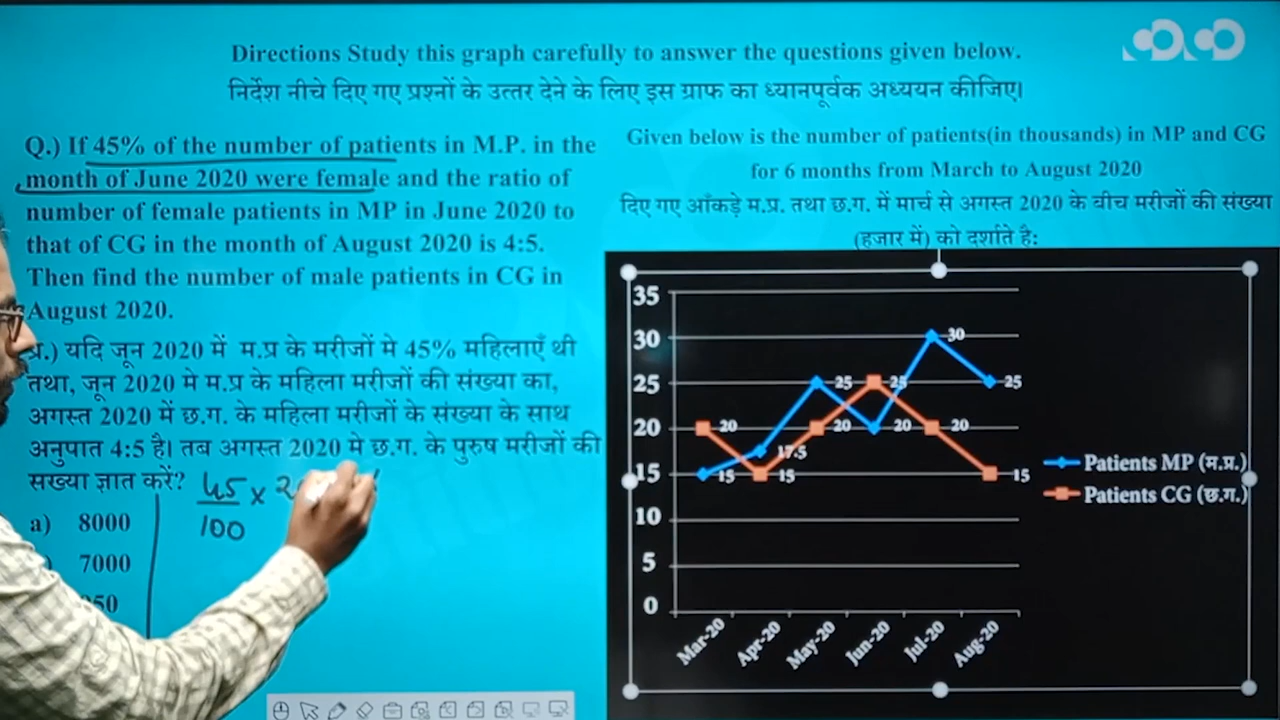 Directions Study this graph carefully to answer the questions given below.
निर्देश नीचे दिए गए प्रश्नों के उत्तर देने के लिए इस ग्राफ का ध्यानपूर्वक अध्ययन कीजिए।
Q.) If 45% of the number of patients in M.P. in the
month of June 2020 were female and the ratio of
number of female patients in MP in June 2020 to
that of CG in the month of August 2020 is 4:5.
Then find the number of male patients in CG in
August 2020.
प्र.) यदि जून 2020 में म.प्र के मरीजों मे 45% महिलाएँ थी
तथा, जून 2020 मे म.प्र के महिला मरीजों की संख्या का,
अगस्त 2020 में छ.ग. के महिला मरीजों के संख्या के साथ
अनुपात 4:5 है। तब अगस्त 2020 मे छ.ग. के पुरुष मरीजों की
सख्या ज्ञात करें?
45
100
×
a) 8000
7000
50
Given below is the number of patients(in thousands) in MP and CG
for 6 months from March to August 2020
दिए गए आँकड़े म.प्र. तथा छ.ग. में मार्च से अगस्त 2020 के बीच मरीजों की संख्या
(हजार में) को दर्शाते है:
35
30
25
20
15
10
5
0
30
25 25 25
20 20 20 20
17.5
15 15 15
Mar-20 Apr-20 May-20 Jun-20 Jul-20 Aug-20
Patients MP (म.प्र.)
Patients CG (छ.ग.)